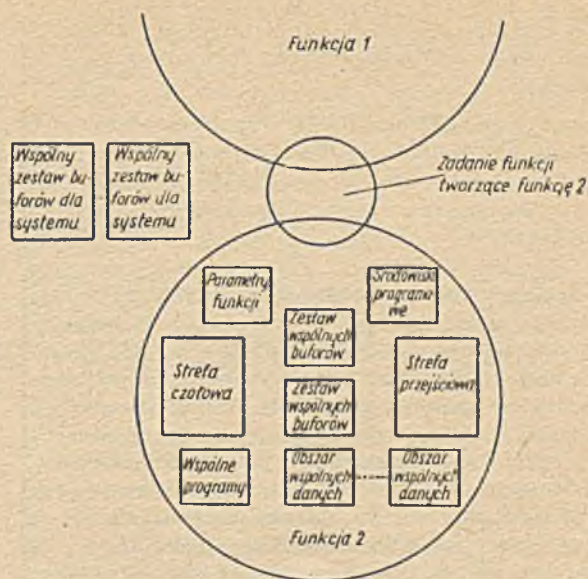 Funkcja 1
Wspólny
zestaw bu-
forów dla
systemu
Wspólny
zestaw bu-
forów dla
systemu
Zadanie funkcji
tworzące funkcję 2
Parametry
funkcji
Środowisko
programo
we
Zestaw
wspólnych
buforów
Strefa
czołowa
Strefa
przejściowa
Zestaw
wspólnych
buforów
Wspólne
programy
Obszar
wspólnych
danych
Obszar
wspólnych
danych
Funkcja 2